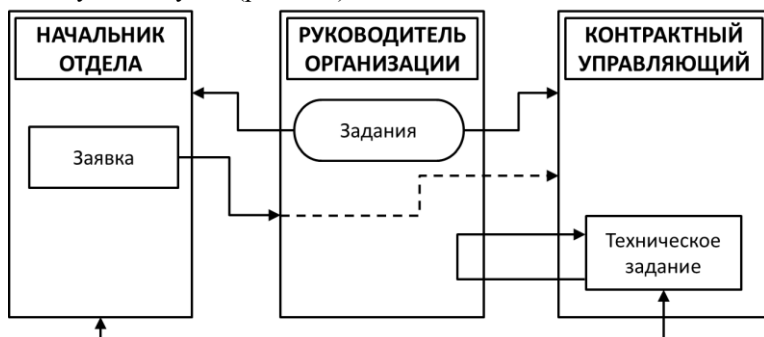 НАЧАЛЬНИК
ОТДЕЛА
РУКОВОДИТЕЛЬ
ОРГАНИЗАЦИИ
КОНТРАКТНЫЙ
УПРАВЛЯЮЩИЙ
Задания
Заявка
Техническое
задание